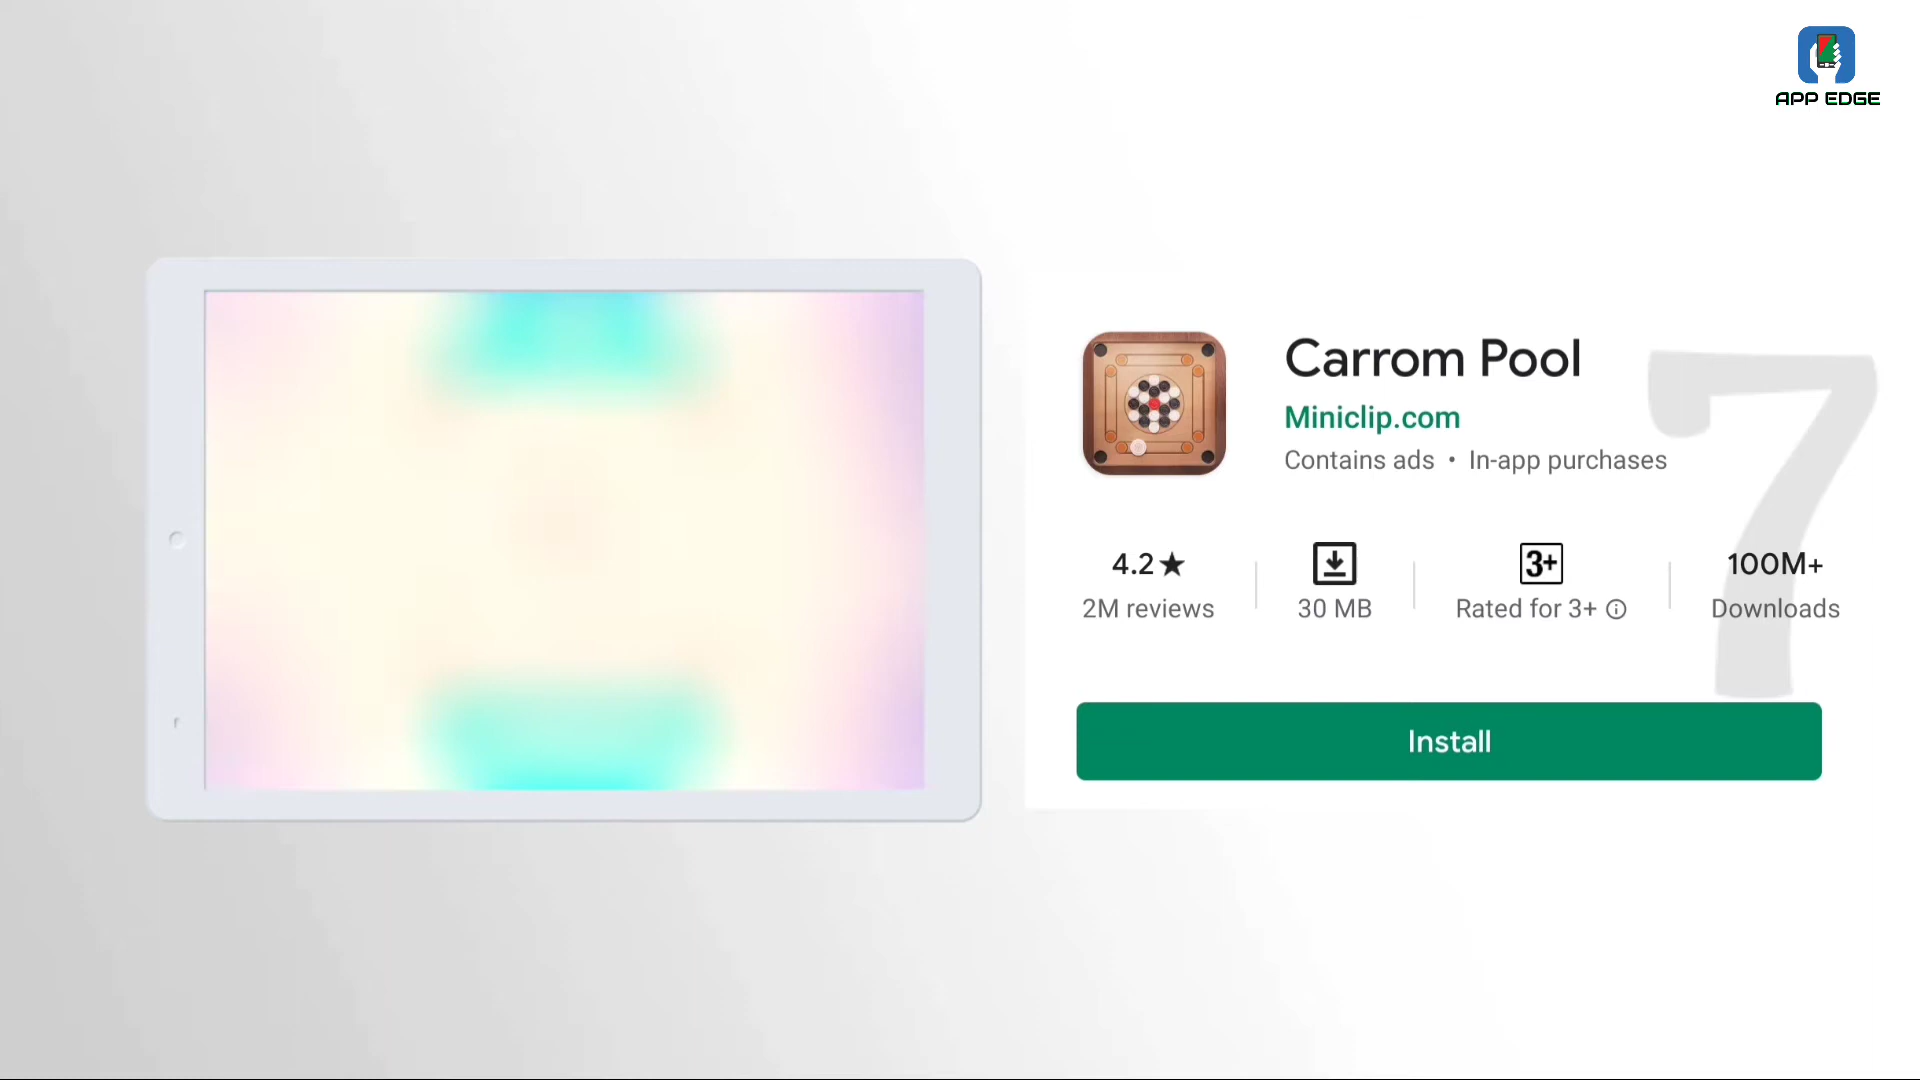 APP EDGE
Carrom Pool
Miniclip.com
Contains ads • In-app purchases
7
4.2★
2M reviews
30 MB
3+
Rated for 3+
100M+
Downloads
Install